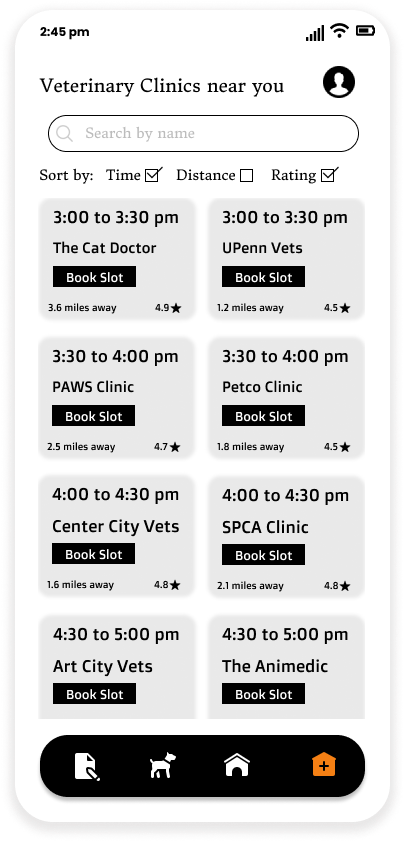 2:45 pm
Veterinary Clinics near you
Search by name
Sort by: Time Distance Rating
3:00 to 3:30 pm
The Cat Doctor
Book Slot
3.6 miles away 4.9★
3:00 to 3:30 pm
UPenn Vets
Book Slot
1.2 miles away 4.5★
3:30 to 4:00 pm
PAWS Clinic
Book Slot
2.5 miles away 4.7★
3:30 to 4:00 pm
Petco Clinic
Book Slot
1.8 miles away 4.5★
4:00 to 4:30 pm
Center City Vets
Book Slot
1.6 miles away 4.8★
4:00 to 4:30 pm
SPCA Clinic
Book Slot
2.1 miles away 4.8★
4:30 to 5:00 pm
Art City Vets
Book Slot
4:30 to 5:00 pm
The Animedic
Book Slot